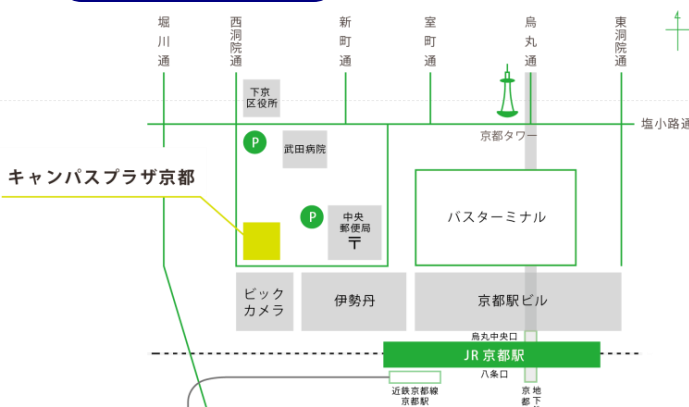 堀川通
西洞院通
新町通
室町通
烏丸通
東洞院通
下京
区役所
京都タワー
塩小路通
P
武田病院
キャンパスプラザ京都
P
中央
郵便局
〒
バスターミナル
ビック
カメラ
伊勢丹
京都駅ビル
烏丸中央口
JR 京都駅
八条口
近鉄京都線
京都駅
地下
京都